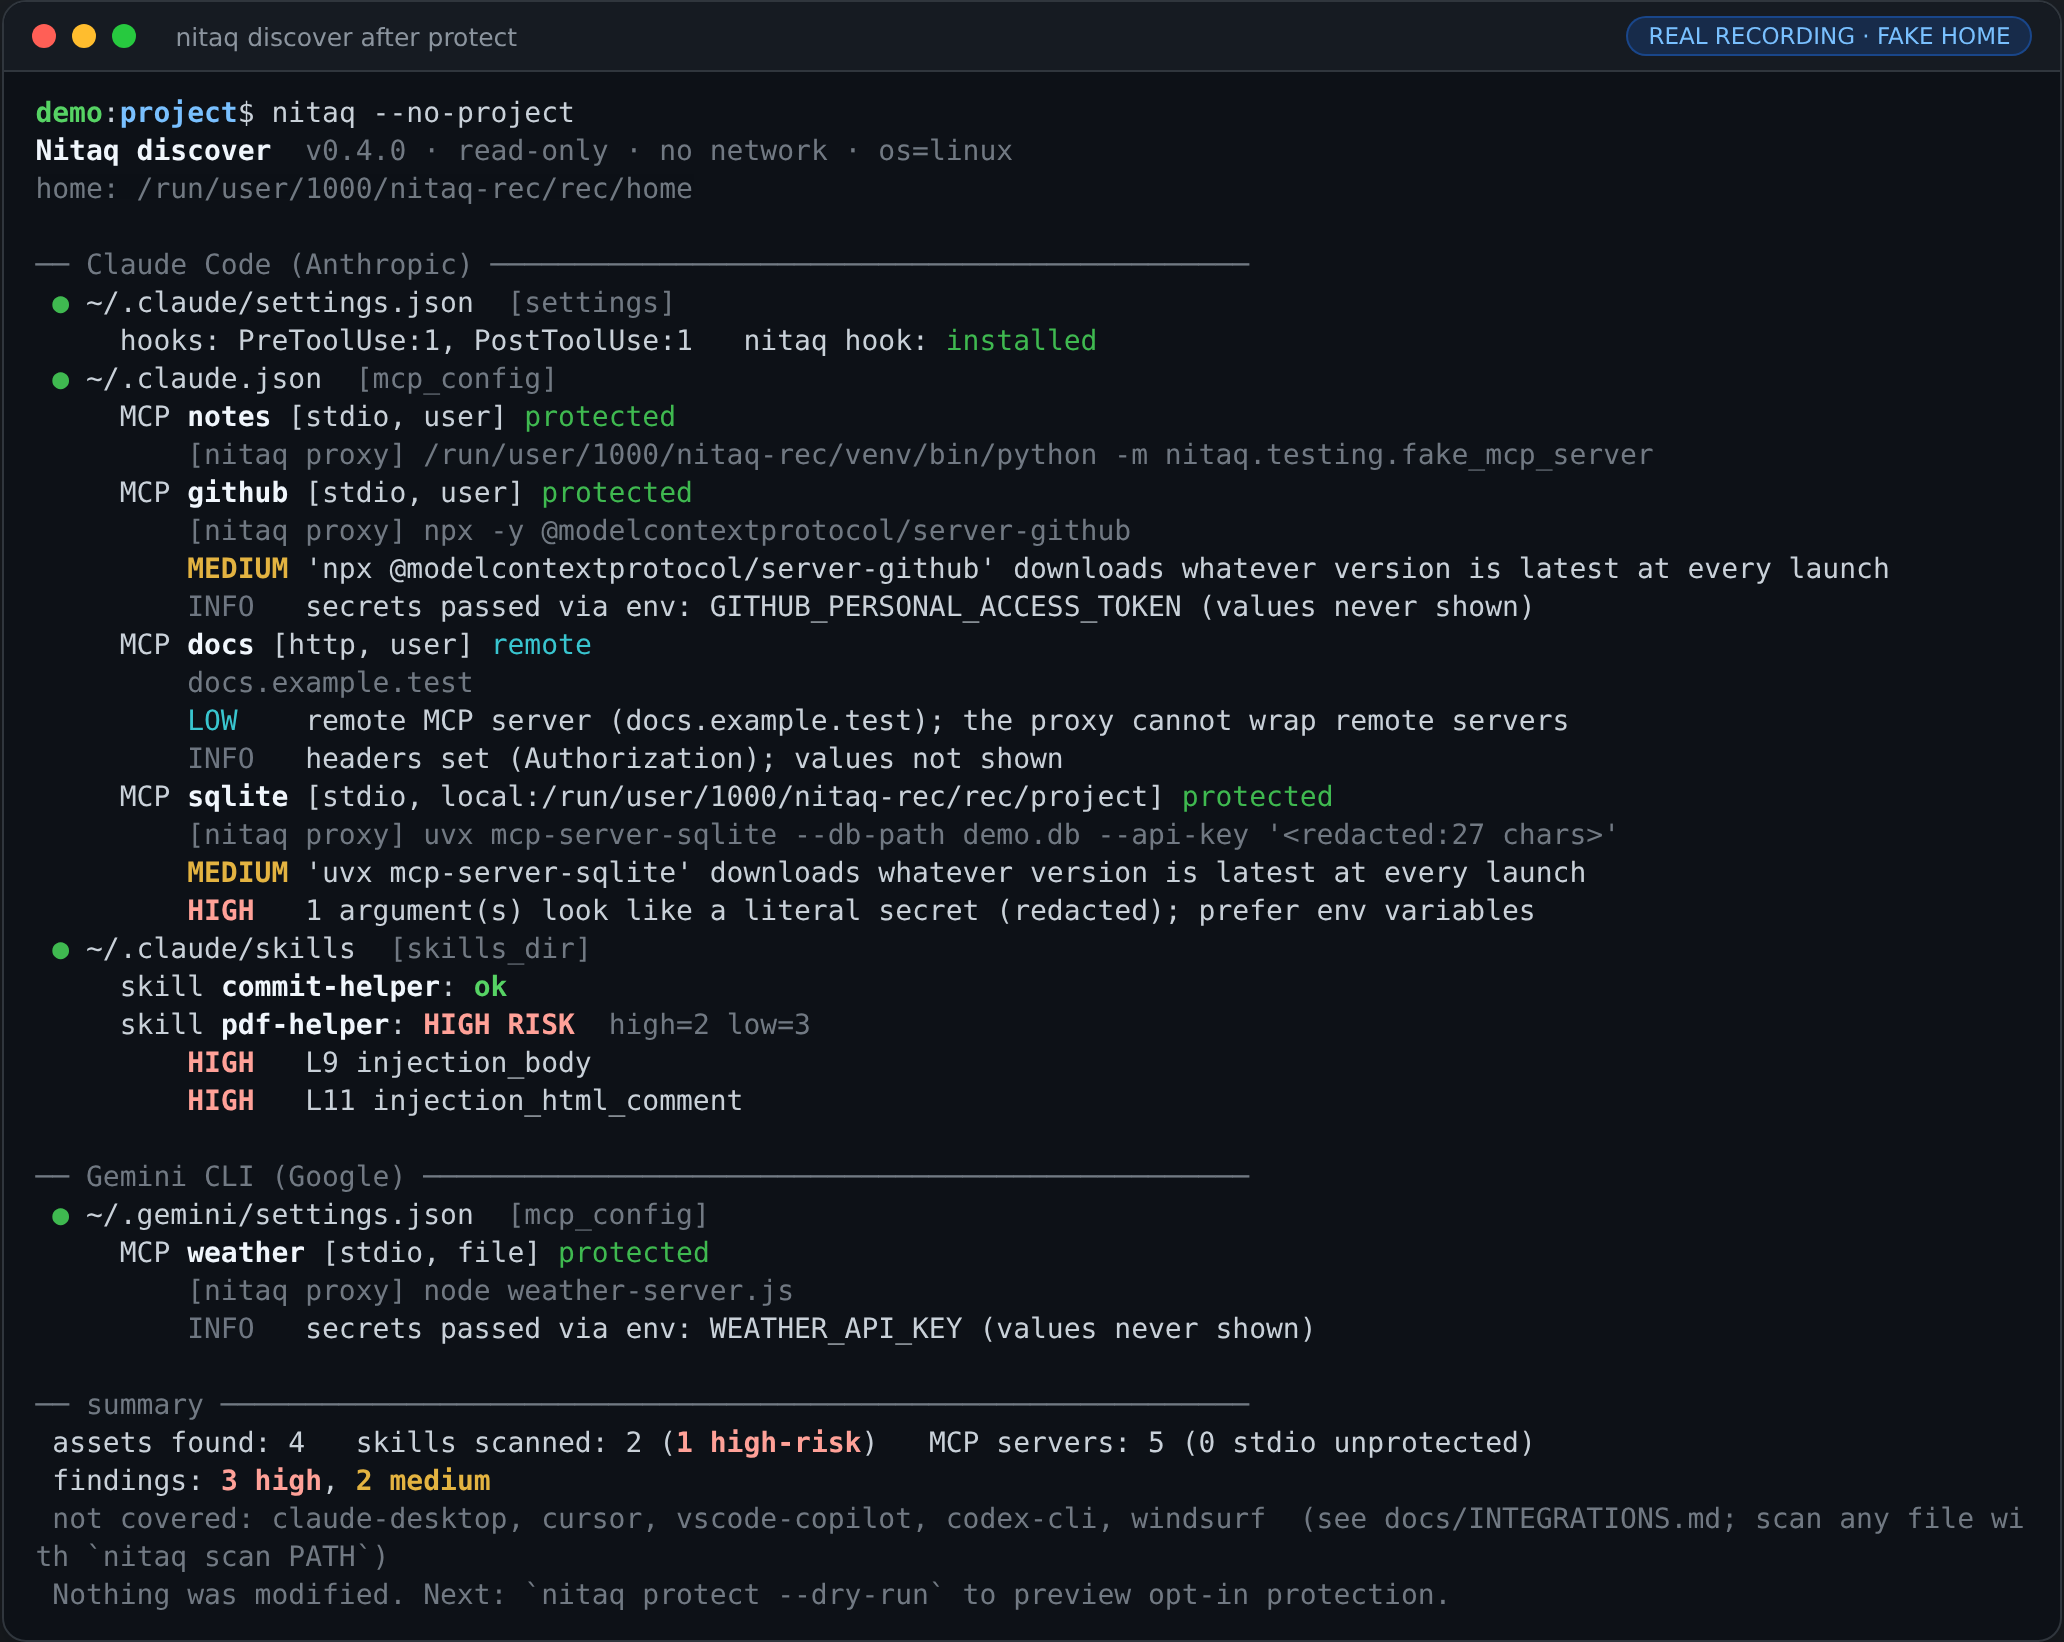 nitaq discover after protect
REAL RECORDING · FAKE HOME
demo:project$ nitaq --no-project
Nitaq discover  v0.4.0 · read-only · no network · os=linux
home: /run/user/1000/nitaq-rec/rec/home
── Claude Code (Anthropic) ─────────────────────────────────────────────
● ~/.claude/settings.json  [settings]
hooks: PreToolUse:1, PostToolUse:1   nitaq hook: installed
● ~/.claude.json  [mcp_config]
MCP notes [stdio, user] protected
[nitaq proxy] /run/user/1000/nitaq-rec/venv/bin/python -m nitaq.testing.fake_mcp_server
MCP github [stdio, user] protected
[nitaq proxy] npx -y @modelcontextprotocol/server-github
MEDIUM 'npx @modelcontextprotocol/server-github' downloads whatever version is latest at every launch
INFO   secrets passed via env: GITHUB_PERSONAL_ACCESS_TOKEN (values never shown)
MCP docs [http, user] remote
docs.example.test
LOW    remote MCP server (docs.example.test); the proxy cannot wrap remote servers
INFO   headers set (Authorization); values not shown
MCP sqlite [stdio, local:/run/user/1000/nitaq-rec/rec/project] protected
[nitaq proxy] uvx mcp-server-sqlite --db-path demo.db --api-key '<redacted:27 chars>'
MEDIUM 'uvx mcp-server-sqlite' downloads whatever version is latest at every launch
HIGH   1 argument(s) look like a literal secret (redacted); prefer env variables
● ~/.claude/skills  [skills_dir]
skill commit-helper: ok
skill pdf-helper: HIGH RISK  high=2 low=3
HIGH   L9 injection_body
HIGH   L11 injection_html_comment
── Gemini CLI (Google) ─────────────────────────────────────────────────
● ~/.gemini/settings.json  [mcp_config]
MCP weather [stdio, file] protected
[nitaq proxy] node weather-server.js
INFO   secrets passed via env: WEATHER_API_KEY (values never shown)
── summary ─────────────────────────────────────────────────────────────
assets found: 4   skills scanned: 2 (1 high-risk)   MCP servers: 5 (0 stdio unprotected)
findings: 3 high, 2 medium
not covered: claude-desktop, cursor, vscode-copilot, codex-cli, windsurf  (see docs/INTEGRATIONS.md; scan any file wi
th `nitaq scan PATH`)
Nothing was modified. Next: `nitaq protect --dry-run` to preview opt-in protection.